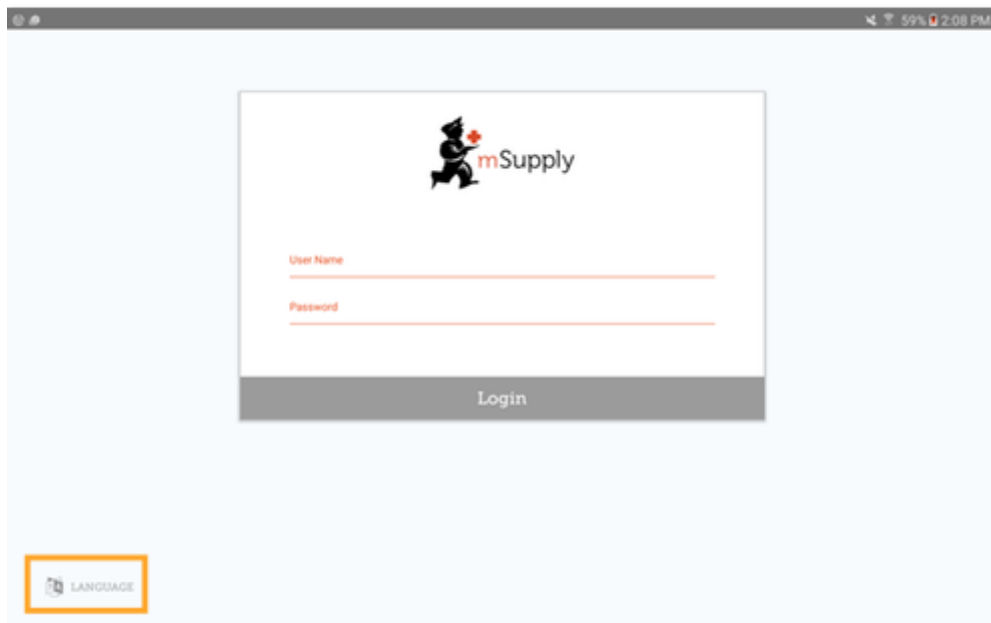 59% 2:08 PM
mSupply
User Name
Password
Login
LANGUAGE